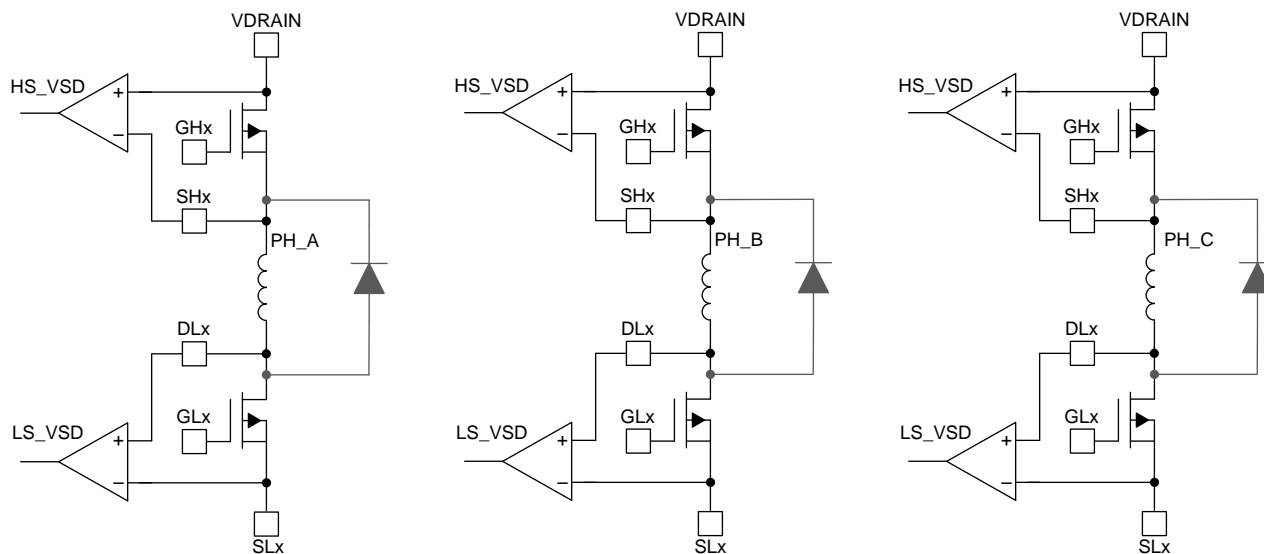 VDRAIN
HS_VSD
+
−
GHx
SHx
PH_A
DLx
GLx
LS_VSD
+
−
SLx
VDRAIN
HS_VSD
+
−
GHx
SHx
PH_B
DLx
GLx
LS_VSD
+
−
SLx
VDRAIN
HS_VSD
+
−
GHx
SHx
PH_C
DLx
GLx
LS_VSD
+
−
SLx